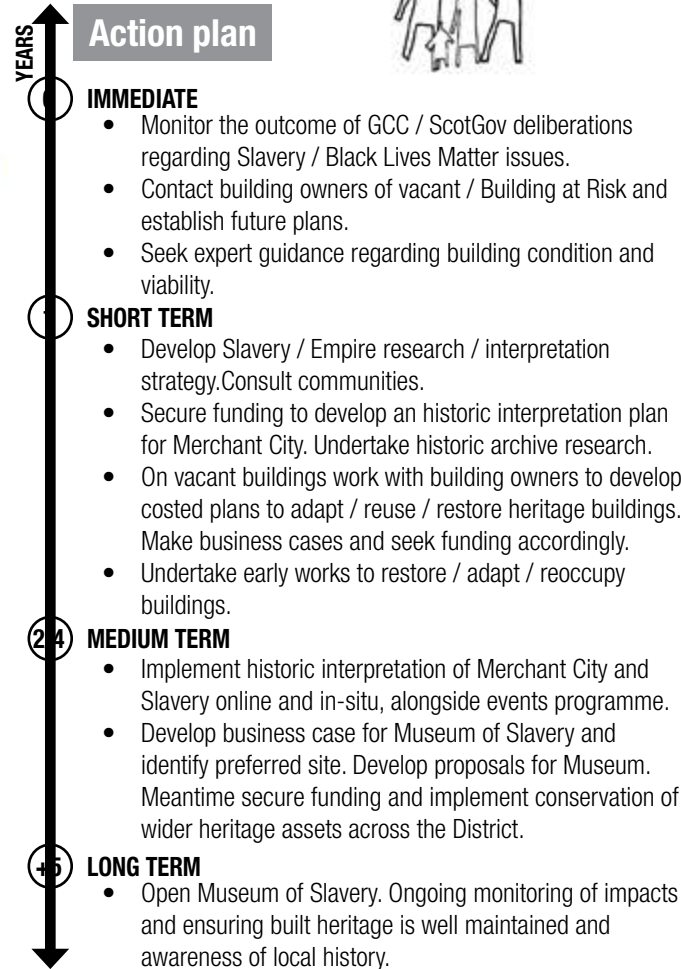 YEARS
Action plan
IMMEDIATE
• Monitor the outcome of GCC / ScotGov deliberations
regarding Slavery / Black Lives Matter issues.
• Contact building owners of vacant / Building at Risk and
establish future plans.
• Seek expert guidance regarding building condition and
viability.
SHORT TERM
• Develop Slavery / Empire research / interpretation
strategy.Consult communities.
• Secure funding to develop an historic interpretation plan
for Merchant City. Undertake historic archive research.
• On vacant buildings work with building owners to develop
costed plans to adapt / reuse / restore heritage buildings.
Make business cases and seek funding accordingly.
• Undertake early works to restore / adapt / reoccupy
buildings.
MEDIUM TERM
• Implement historic interpretation of Merchant City and
Slavery online and in-situ, alongside events programme.
• Develop business case for Museum of Slavery and
identify preferred site. Develop proposals for Museum.
Meantime secure funding and implement conservation of
wider heritage assets across the District.
+5
LONG TERM
• Open Museum of Slavery. Ongoing monitoring of impacts
and ensuring built heritage is well maintained and
awareness of local history.